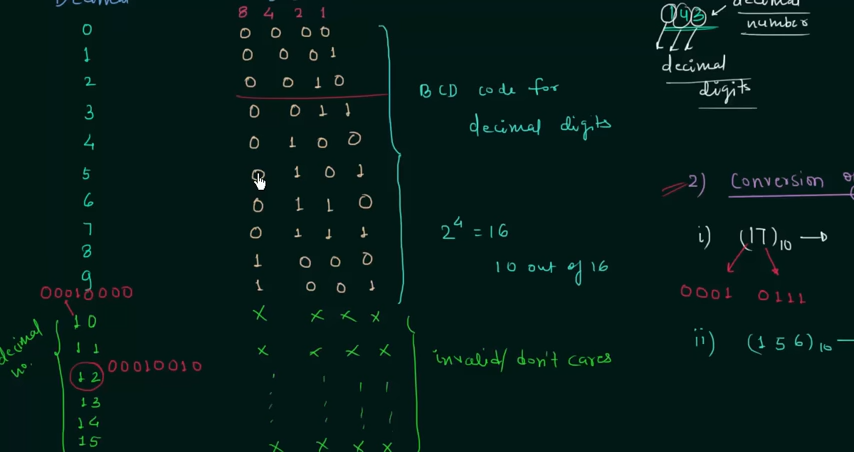 Decimal
8 4 2 1
0 0 0 0 0
1 0 0 0 1
2 0 0 1 0
3 0 0 1 1
4 0 1 0 0
5 0 1 0 1
6 0 1 1 0
7 0 1 1 1
8 1 0 0 0
9 1 0 0 1
00010000
10 X X X X
11 X X X X
12 00010010
13
14
15 X X X X
decimal
no.
BCD code for
decimal digits
2^4 = 16
10 out of 16
invalid/don't cares
143
decimal
number
decimal
digits
2) Conversion
i) (17)10
0001 0111
ii) (156)10